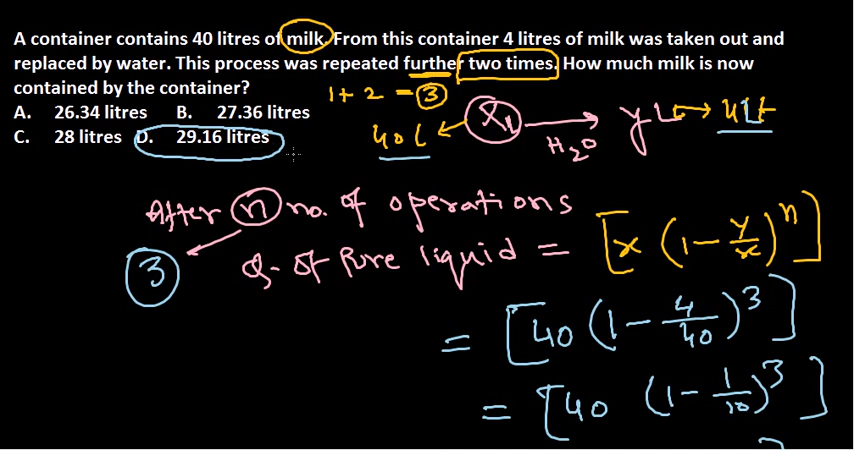 A container contains 40 litres of milk. From this container 4 litres of milk was taken out and
replaced by water. This process was repeated further two times. How much milk is now
contained by the container?
1 + 2 = 3
A. 26.34 litres B. 27.36 litres
C. 28 litres D. 29.16 litres
40 L ← x L → H2O y L → 4 Lt
After n no. of operations
3
Q. of Pure liquid = [x (1 - y/x)^n]
= [40 (1 - 4/40)^3]
= [40 (1 - 1/10)^3]